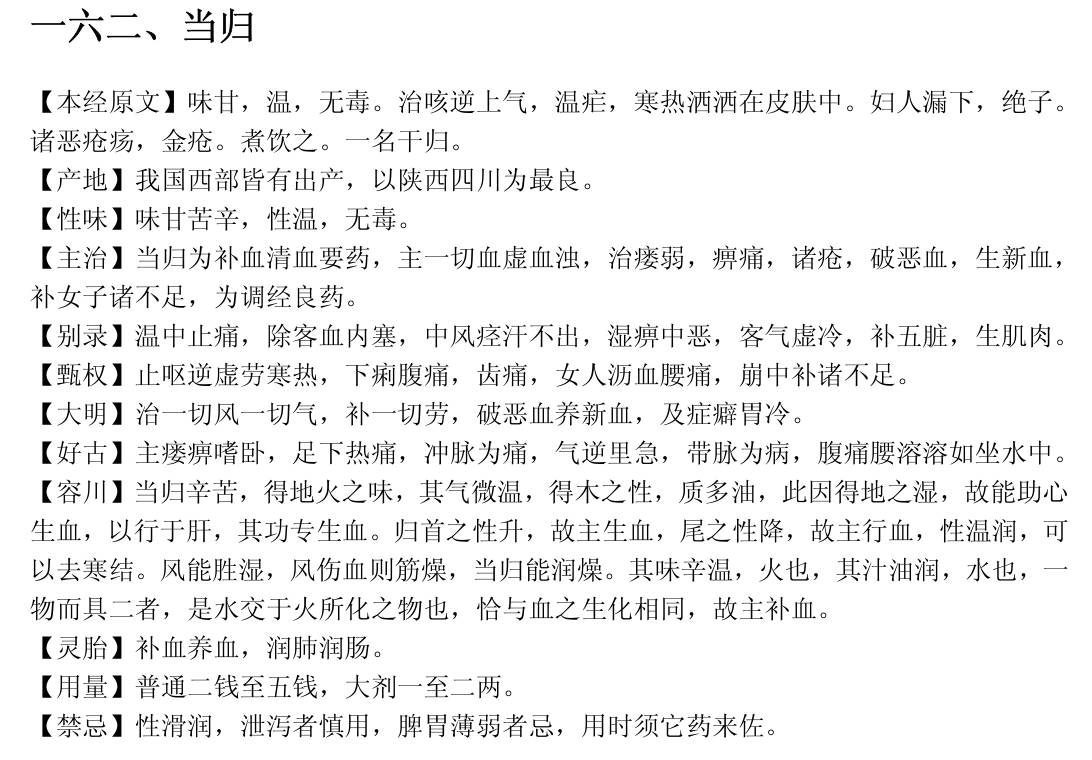 一六二、当归
【本经原文】味甘，温，无毒。治咳逆上气，温疟，寒热洒洒在皮肤中。妇人漏下，绝子。
诸恶疮疡，金疮。煮饮之。一名干归。
【产地】我国西部皆有出产，以陕西四川为最良。
【性味】味甘苦辛，性温，无毒。
【主治】当归为补血清血要药，主一切血虚血浊，治痿弱，痹痛，诸疮，破恶血，生新血，
补女子诸不足，为调经良药。
【别录】温中止痛，除客血内塞，中风痉汗不出，湿痹中恶，客气虚冷，补五脏，生肌肉。
【甄权】止呕逆虚劳寒热，下痢腹痛，齿痛，女人沥血腰痛，崩中补诸不足。
【大明】治一切风一切气，补一切劳，破恶血养新血，及症癖胃冷。
【好古】主痿痹嗜卧，足下热痛，冲脉为痛，气逆里急，带脉为病，腹痛腰溶溶如坐水中。
【容川】当归辛苦，得地火之味，其气微温，得木之性，质多油，此因得地之湿，故能助心
生血，以行于肝，其功专生血。归首之性升，故主生血，尾之性降，故主行血，性温润，可
以去寒结。风能胜湿，风伤血则筋燥，当归能润燥。其味辛温，火也，其汁油润，水也，一
物而具二者，是水交于火所化之物也，恰与血之生化相同，故主补血。
【灵胎】补血养血，润肺润肠。
【用量】普通二钱至五钱，大剂一至二两。
【禁忌】性滑润，泄泻者慎用，脾胃薄弱者忌，用时须它药来佐。